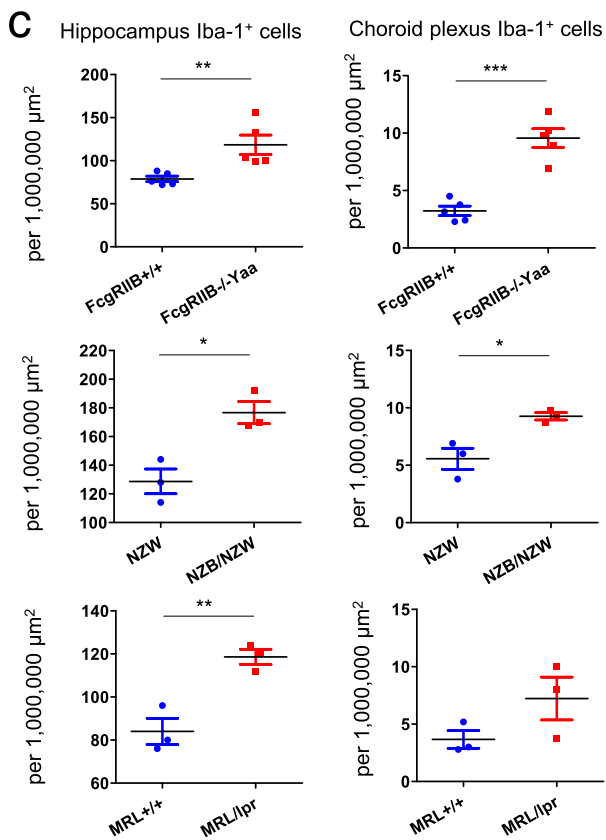 C
Hippocampus Iba-1⁺ cells
Choroid plexus Iba-1⁺ cells
per 1,000,000 µm²
200
150
100
50
0
**
FcgRIIB+/+
FcgRIIB-/-Yaa
per 1,000,000 µm²
15
10
5
0
***
FcgRIIB+/+
FcgRIIB-/-Yaa
per 1,000,000 µm²
220
200
180
160
140
120
100
*
NZW
NZB/NZW
per 1,000,000 µm²
15
10
5
0
*
NZW
NZB/NZW
per 1,000,000 µm²
140
120
100
80
60
**
MRL+/+
MRL/lpr
per 1,000,000 µm²
15
10
5
0
MRL+/+
MRL/lpr